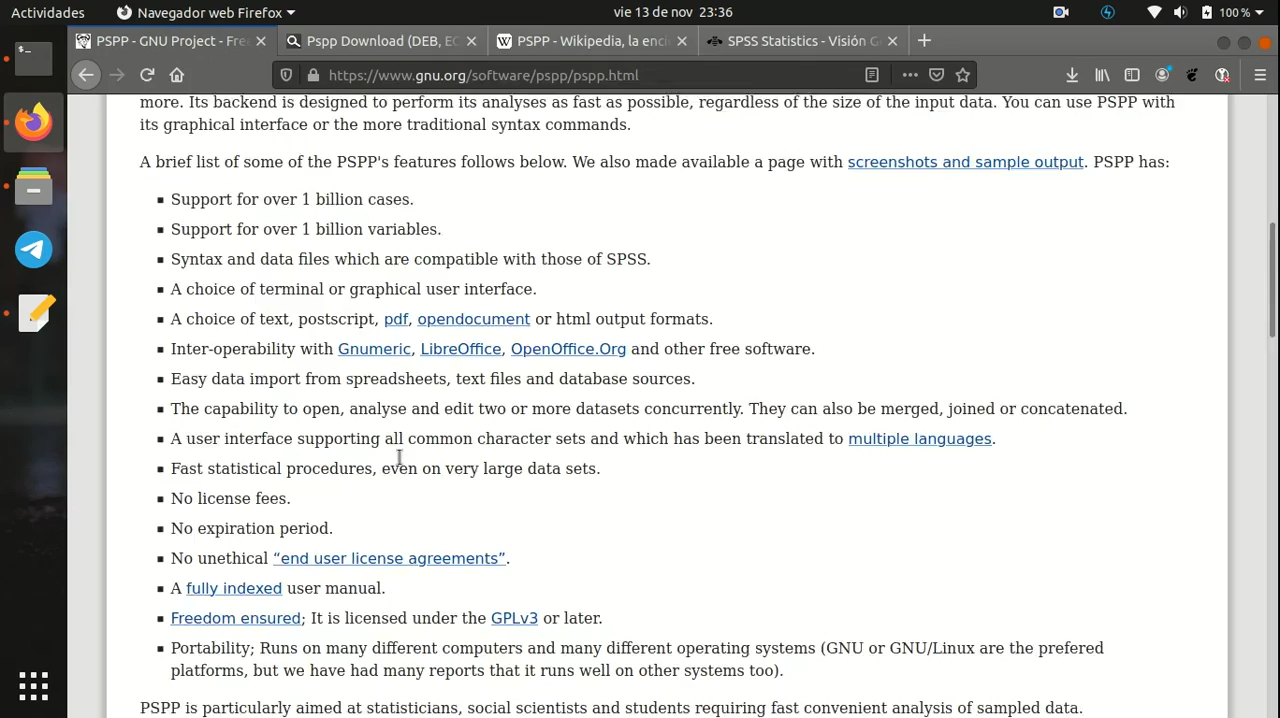 Actividades
Navegador web Firefox
vie 13 de nov 23:36
100 %
PSPP - GNU Project - Fre
Pspp Download (DEB, EO
PSPP - Wikipedia, la enci
SPSS Statistics - Visión G
https://www.gnu.org/software/pspp/pspp.html
more. Its backend is designed to perform its analyses as fast as possible, regardless of the size of the input data. You can use PSPP with
its graphical interface or the more traditional syntax commands.
A brief list of some of the PSPP's features follows below. We also made available a page with screenshots and sample output. PSPP has:
Support for over 1 billion cases.
Support for over 1 billion variables.
Syntax and data files which are compatible with those of SPSS.
A choice of terminal or graphical user interface.
A choice of text, postscript, pdf, opendocument or html output formats.
Inter-operability with Gnumeric, LibreOffice, OpenOffice.Org and other free software.
Easy data import from spreadsheets, text files and database sources.
The capability to open, analyse and edit two or more datasets concurrently. They can also be merged, joined or concatenated.
A user interface supporting all common character sets and which has been translated to multiple languages.
Fast statistical procedures, even on very large data sets.
No license fees.
No expiration period.
No unethical “end user license agreements”.
A fully indexed user manual.
Freedom ensured; It is licensed under the GPLv3 or later.
Portability; Runs on many different computers and many different operating systems (GNU or GNU/Linux are the prefered
platforms, but we have had many reports that it runs well on other systems too).
PSPP is particularly aimed at statisticians, social scientists and students requiring fast convenient analysis of sampled data.